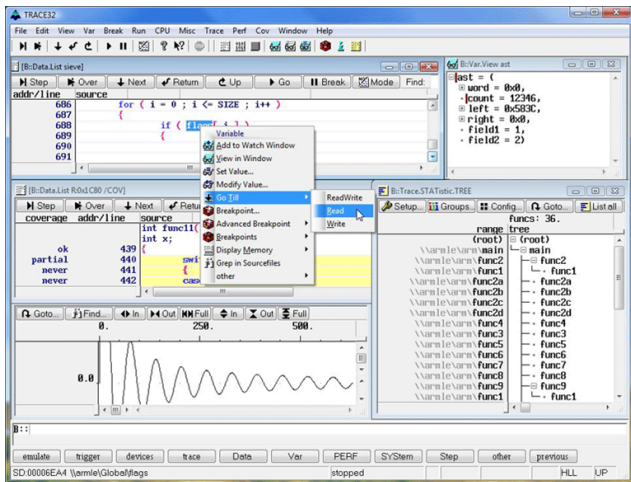 TRACE32
File Edit View Var Break Run CPU Misc Trace Perf Cov Window Help
[B::Data.List sieve]
Step Over Next Return Up Go Break Mode Find:
addr/line source
686 for ( i = 0 ; i <= SIZE ; i++ )
687 {
688 if ( flags[ i ] )
689 {
690
691
B::Var.View ast
ast = (
word = 0x0,
count = 12346,
left = 0x583C,
right = 0x0,
field1 = 1,
field2 = 2)
Variable
Add to Watch Window
View in Window
Set Value...
Modify Value...
Go Till
Breakpoint...
Advanced Breakpoint
Breakpoints
Display Memory
Grep in Sourcefiles
other
ReadWrite
Read
Write
[B::Data.List R:0x1C80 /COV]
Step Over Next Retu
coverage addr/line source
int func11(
int x;
ok 439 {
partial 440 swi
never 441 {
never 442 cas
B::Trace.STATistic.TREE
Setup... Groups... Config... Goto... List all
funcs: 36.
range tree
(root) (root)
\\armle\arm\main main
\\armle\arm\func2 func2
\\armle\arm\func1 func1
\\armle\arm\func2a func2a
\\armle\arm\func2b func2b
\\armle\arm\func2c func2c
\\armle\arm\func2d func2d
\\armle\arm\func4 func4
\\armle\arm\func3 func3
\\armle\arm\func5 func5
\\armle\arm\func6 func6
\\armle\arm\func7 func7
\\armle\arm\func8 func8
\\armle\arm\func9 func9
\\armle\arm\func1 func1
Goto... Find... In Out Full In Out Full
0. 250. 500.
0.0
B::
emulate trigger devices trace Data Var PERF SYStem Step other previous
SD:00006EA4 \\armle\Global\flags stopped HLL UP